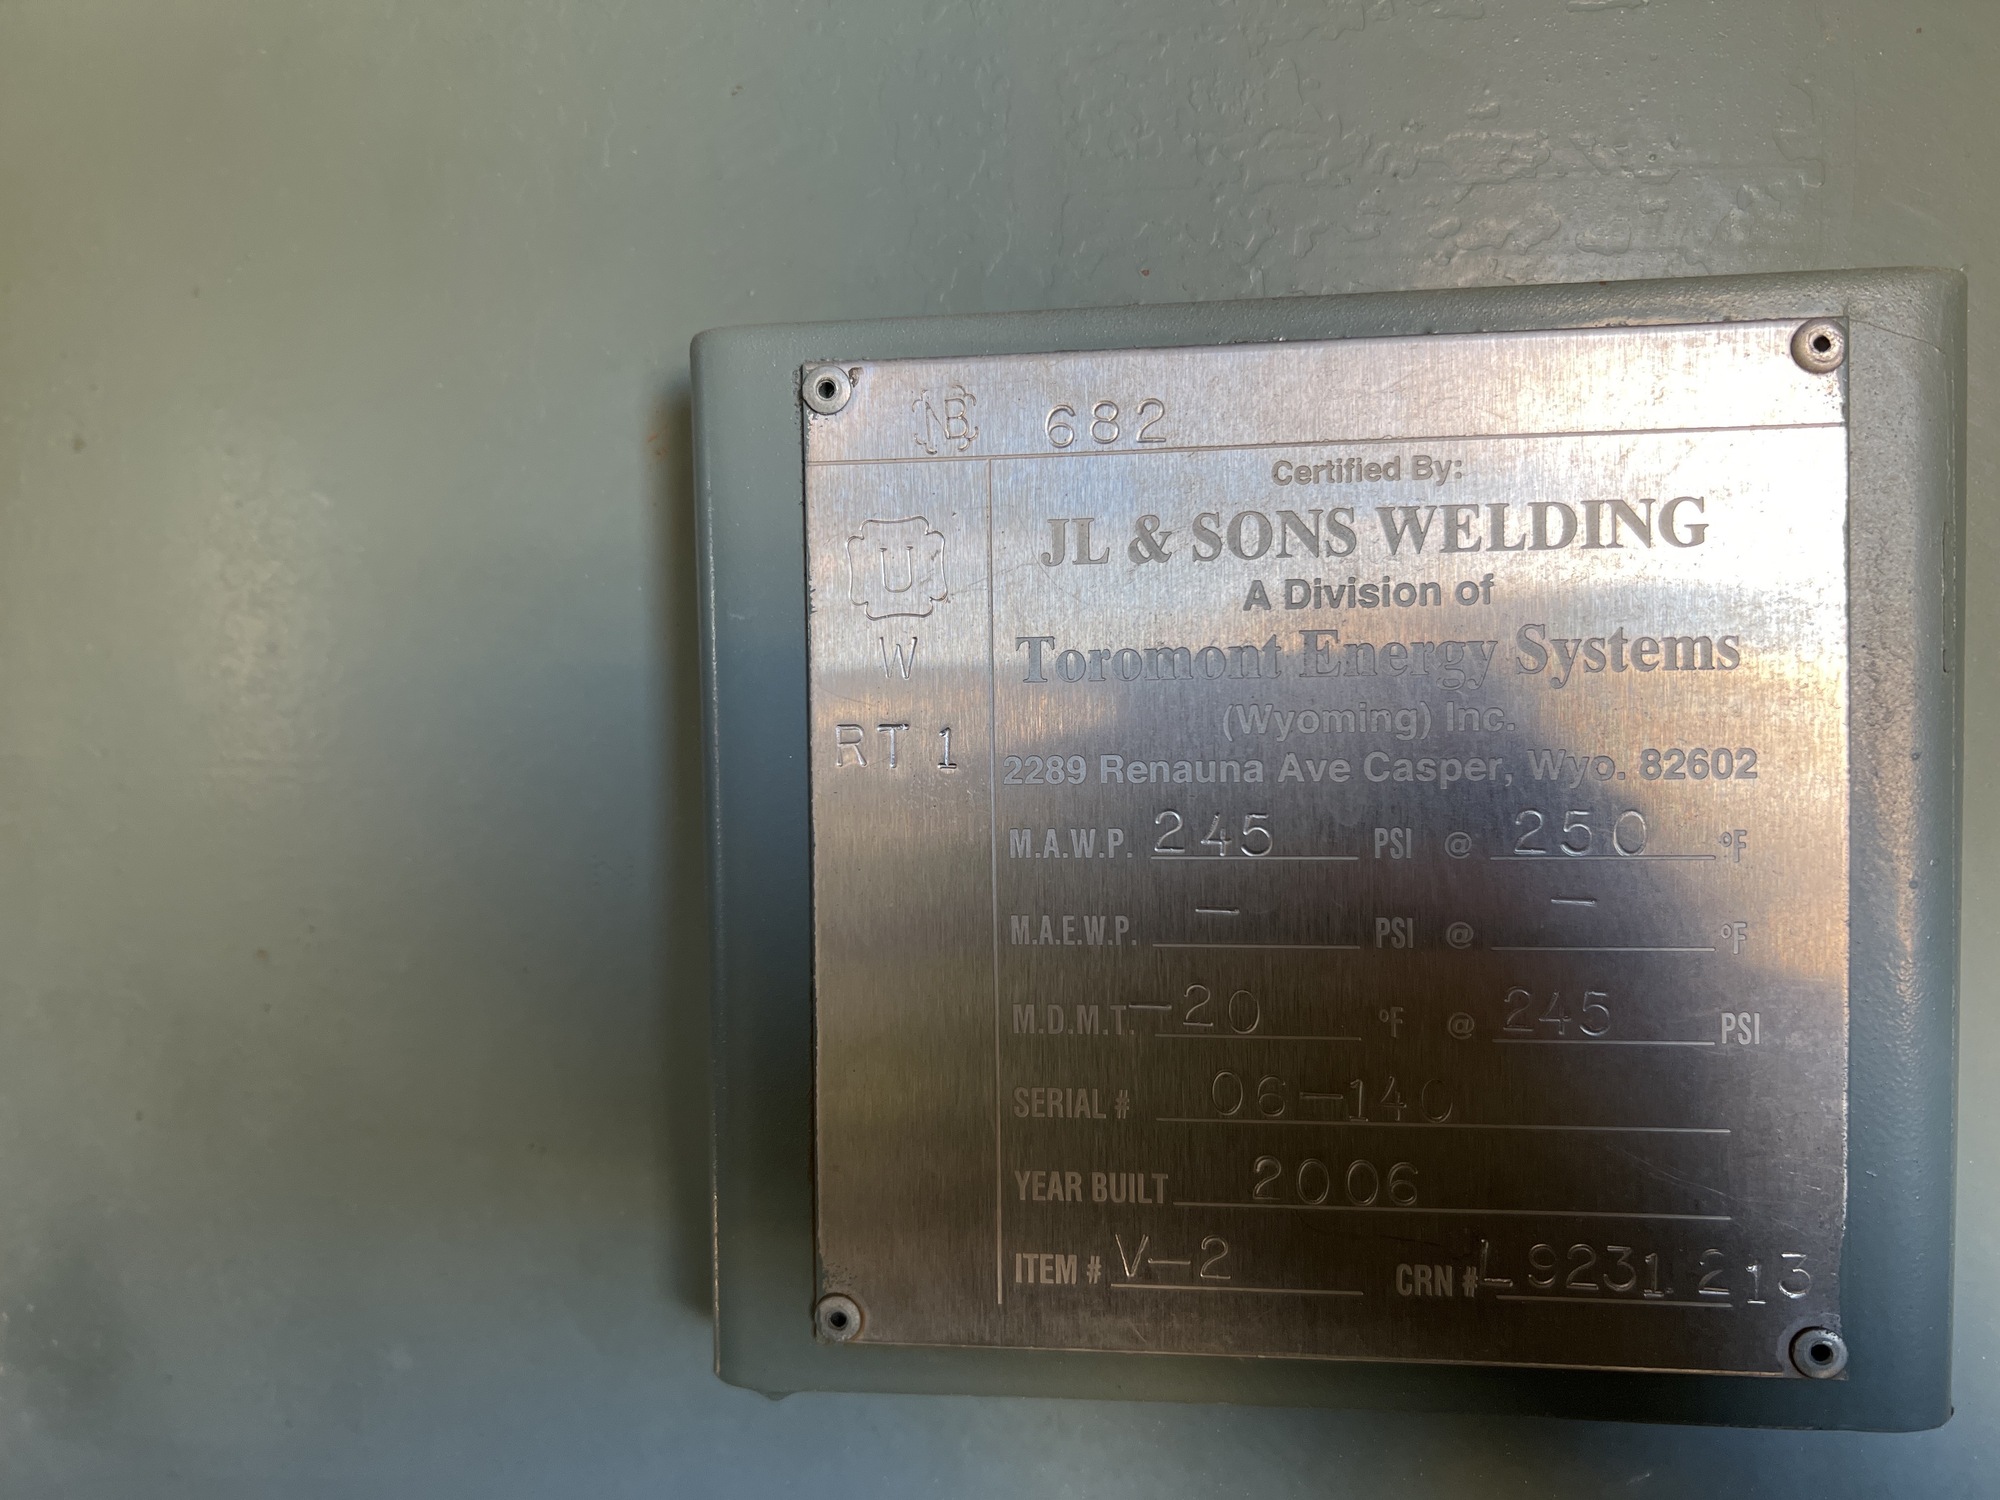 NB 682
Certified By:
JL & SONS WELDING
A Division of
Toromont Energy Systems
(Wyoming) Inc.
2289 Renauna Ave Casper, Wyo. 82602
U
W
RT 1
M.A.W.P. 245 PSI @ 250 °F
M.A.E.W.P. - PSI @ - °F
M.D.M.T. -20 °F @ 245 PSI
SERIAL # 06-140
YEAR BUILT 2006
ITEM # V-2 CRN # L9231.213